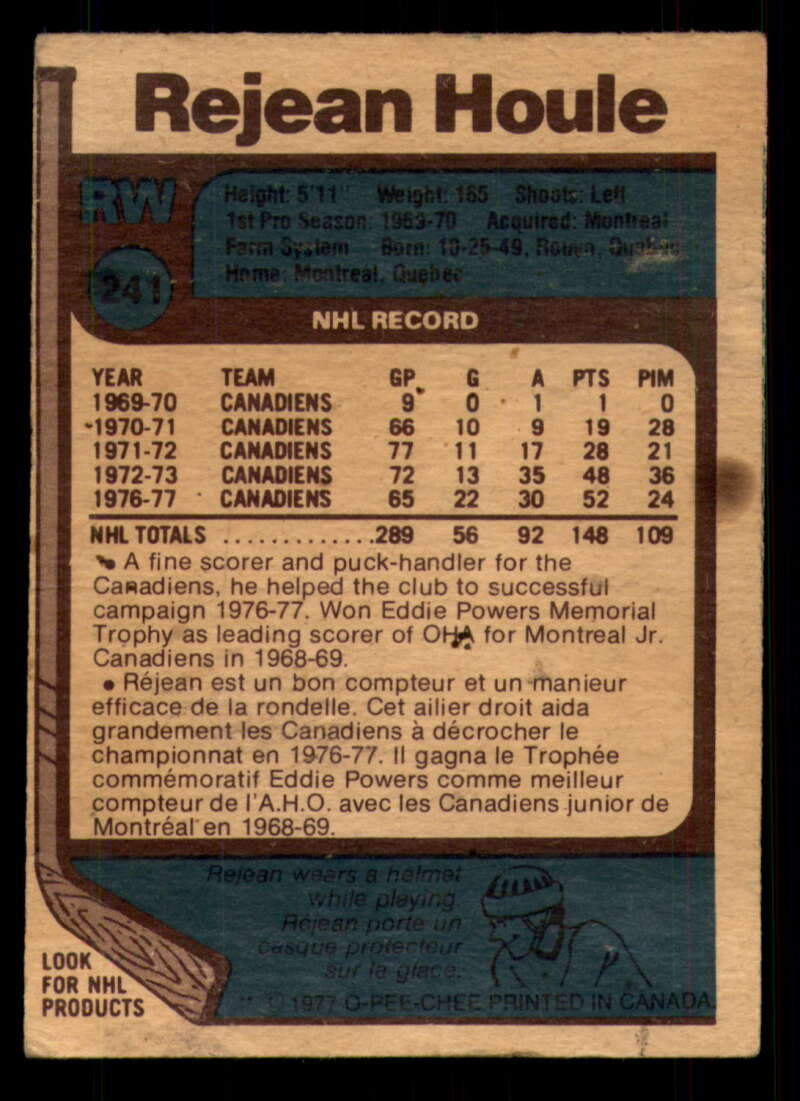 Rejean Houle
RW
Height: 5'11" Weight: 165 Shoots: Left
1st Pro Season: 1969-70 Acquired: Montreal
Farm System Born: 10-25-49, Rouyn, Quebec
Home: Montreal, Quebec
241
NHL RECORD
YEAR TEAM GP G A PTS PIM
1969-70 CANADIENS 9 0 1 1 0
1970-71 CANADIENS 66 10 9 19 28
1971-72 CANADIENS 77 11 17 28 21
1972-73 CANADIENS 72 13 35 48 36
1976-77 CANADIENS 65 22 30 52 24
NHL TOTALS .............289 56 92 148 109
• A fine scorer and puck-handler for the
Canadiens, he helped the club to successful
campaign 1976-77. Won Eddie Powers Memorial
Trophy as leading scorer of OHA for Montreal Jr.
Canadiens in 1968-69.
• Réjean est un bon compteur et un manieur
efficace de la rondelle. Cet ailier droit aida
grandement les Canadiens à décrocher le
championnat en 1976-77. Il gagna le Trophée
commémoratif Eddie Powers comme meilleur
compteur de l'A.H.O. avec les Canadiens junior de
Montréal en 1968-69.
Rejean wears a helmet
while playing.
Rejean porte un
casque protecteur
sur la glace.
LOOK
FOR NHL
PRODUCTS
© 1977 O-PEE-CHEE PRINTED IN CANADA